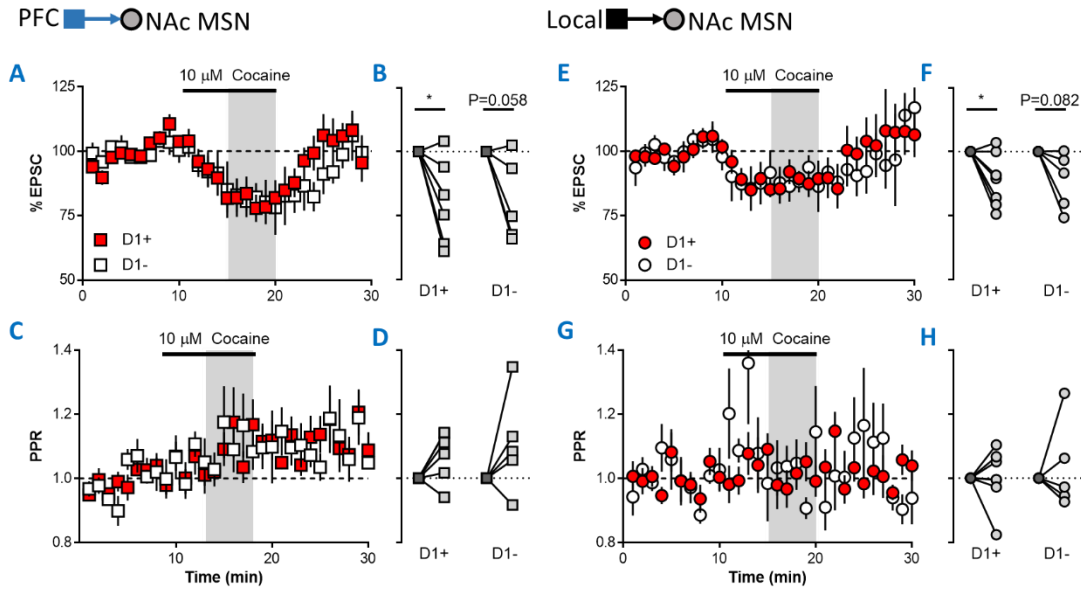 PFC NAc MSN
Local NAc MSN
A
125
100
75
50
% EPSC
10 µM Cocaine
D1+
D1-
0 10 20 30
B
*
P=0.058
D1+ D1-
C
1.4
1.2
1.0
0.8
PPR
10 µM Cocaine
0 10 20 30
Time (min)
D
D1+ D1-
E
125
100
75
50
% EPSC
10 µM Cocaine
D1+
D1-
0 10 20 30
F
*
P=0.082
D1+ D1-
G
1.4
1.2
1.0
0.8
PPR
10 µM Cocaine
0 10 20 30
Time (min)
H
D1+ D1-